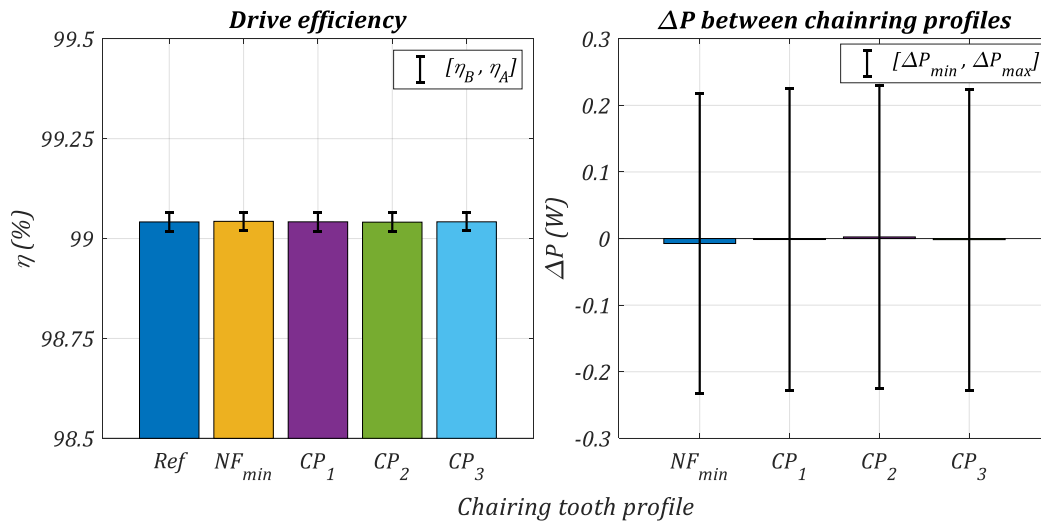 Drive efficiency
99.5
99.25
99
98.75
98.5
η (%)
[η_B , η_A]
Ref
NF_min
CP_1
CP_2
CP_3
ΔP between chainring profiles
0.3
0.2
0.1
0
-0.1
-0.2
-0.3
ΔP (W)
[ΔP_min , ΔP_max]
NF_min
CP_1
CP_2
CP_3
Chairing tooth profile